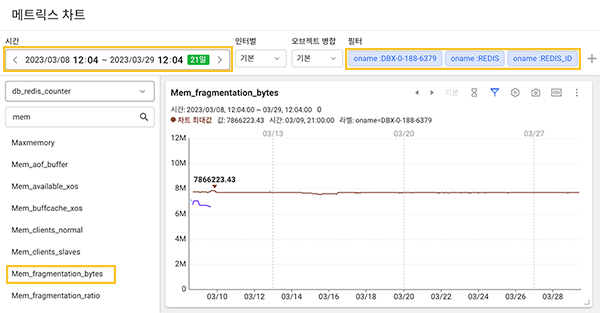 메트릭스 차트
시간
인터벌
오브젝트 병합
필터
2023/03/08 12:04 ~ 2023/03/29 12:04 21일
기본
기본
oname :DBX-0-188-6379
oname :REDIS
oname :REDIS_ID
db_redis_counter
mem
Maxmemory
Mem_aof_buffer
Mem_available_xos
Mem_buffcache_xos
Mem_clients_normal
Mem_clients_slaves
Mem_fragmentation_bytes
Mem_fragmentation_ratio
Mem_fragmentation_bytes
기본
CSV
시간: 2023/03/08, 12:04:00 ~ 03/29, 12:04:00 0
차트 최대값 값: 7866223.43 시간: 03/09, 21:00:00 라벨: oname=DBX-0-188-6379
03/13 03/20 03/27
12M
10M
8M
6M
4M
2M
0
7866223.43
03/10 03/12 03/14 03/16 03/18 03/20 03/22 03/24 03/26 03/28